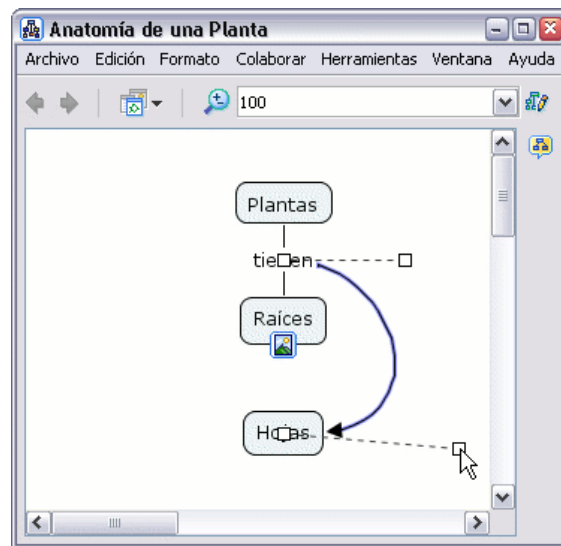 Anatomía de una Planta
Archivo Edición Formato Colaborar Herramientas Ventana Ayuda
100
Plantas
tienen
Raíces
Hojas